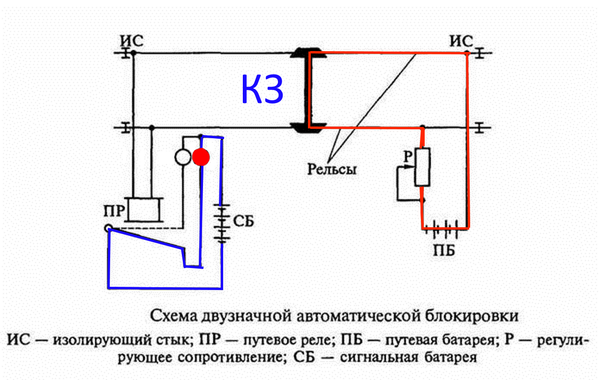 ИС
ИС
КЗ
Рельсы
Р
ПР
СБ
ПБ
Схема двузначной автоматической блокировки
ИС — изолирующий стык; ПР — путевое реле; ПБ — путевая батарея; Р — регули-
рующее сопротивление; СБ — сигнальная батарея